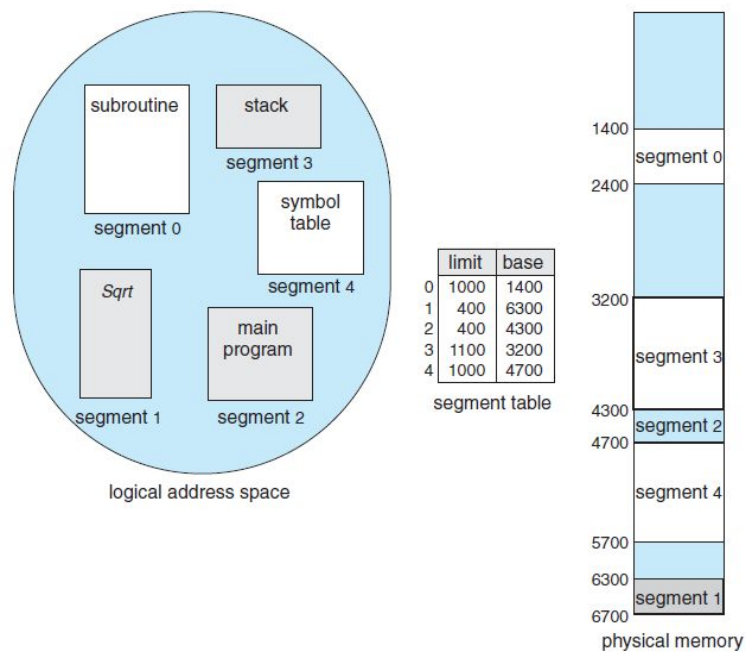 subroutine
stack
segment 3
segment 0
symbol
table
segment 4
Sqrt
main
program
segment 1
segment 2
logical address space
limit base
0 1000 1400
1 400 6300
2 400 4300
3 1100 3200
4 1000 4700
segment table
1400
segment 0
2400
3200
segment 3
4300
segment 2
4700
segment 4
5700
6300
segment 1
6700
physical memory